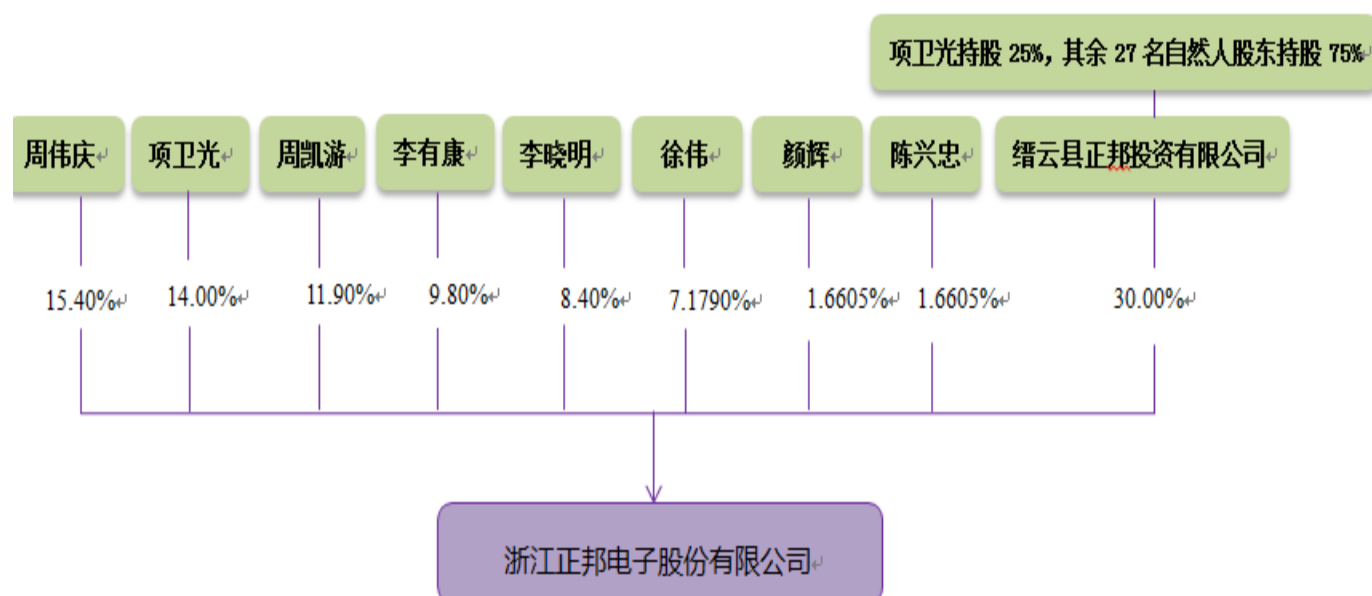 项卫光持股 25%，其余 27 名自然人股东持股 75%
周伟庆
项卫光
周凯游
李有康
李晓明
徐伟
颜辉
陈兴忠
缙云县正邦投资有限公司
15.40%
14.00%
11.90%
9.80%
8.40%
7.1790%
1.6605%
1.6605%
30.00%
浙江正邦电子股份有限公司